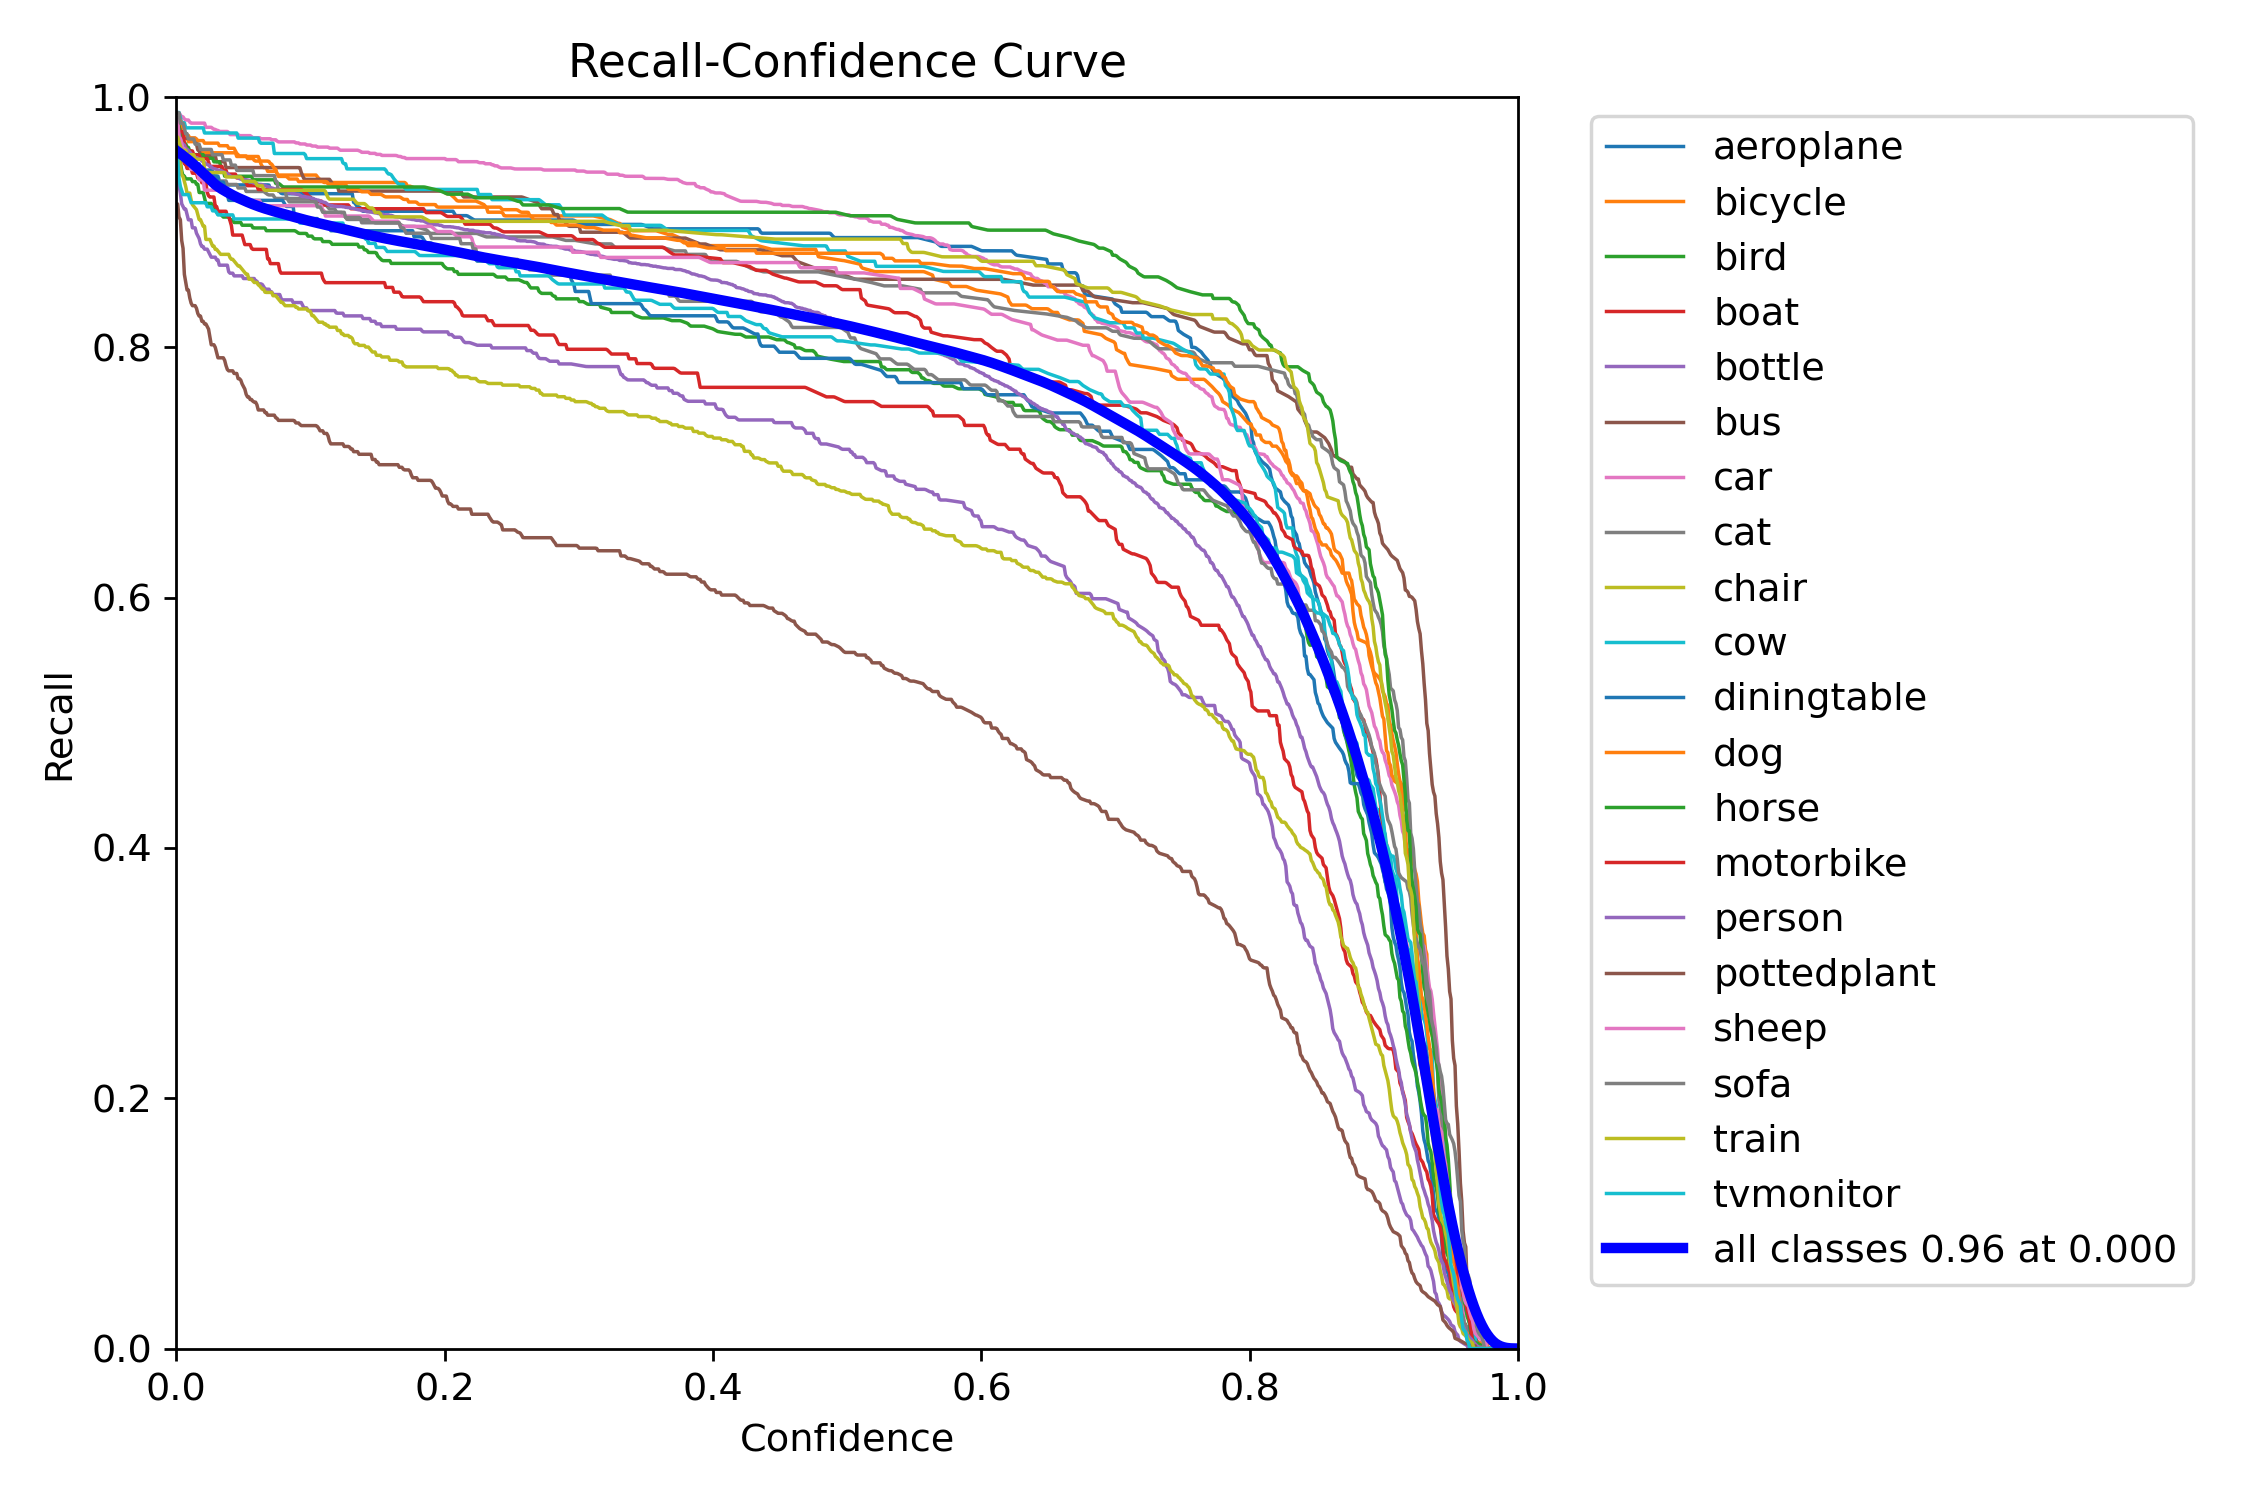 Recall-Confidence Curve
1.0
0.8
0.6
0.4
0.2
0.0
Recall
0.0 0.2 0.4 0.6 0.8 1.0
Confidence
aeroplane
bicycle
bird
boat
bottle
bus
car
cat
chair
cow
diningtable
dog
horse
motorbike
person
pottedplant
sheep
sofa
train
tvmonitor
all classes 0.96 at 0.000